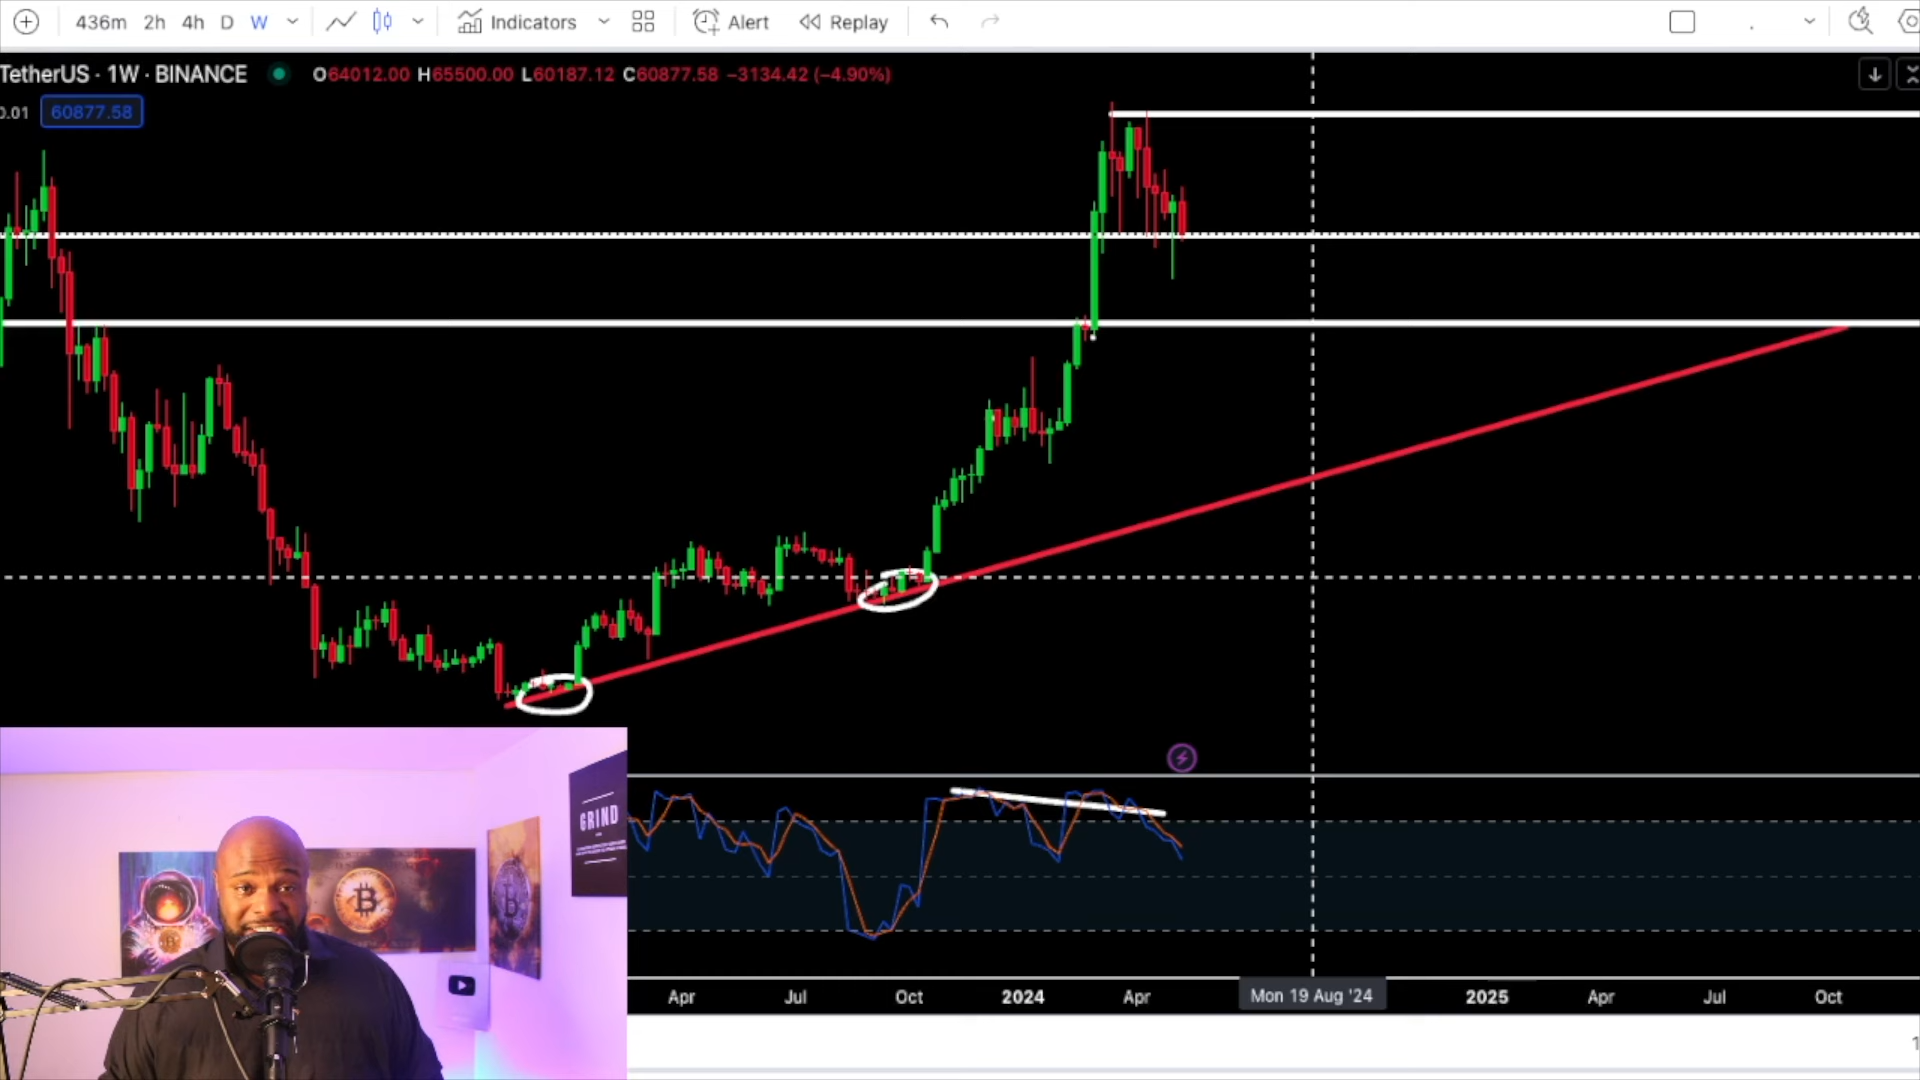 436m 2h 4h D W Indicators Alert Replay
TetherUS · 1W · BINANCE O64012.00 H65500.00 L60187.12 C60877.58 −3134.42 (−4.90%)
0.01 60877.58
GRIND
Apr Jul Oct 2024 Apr Mon 19 Aug '24 2025 Apr Jul Oct